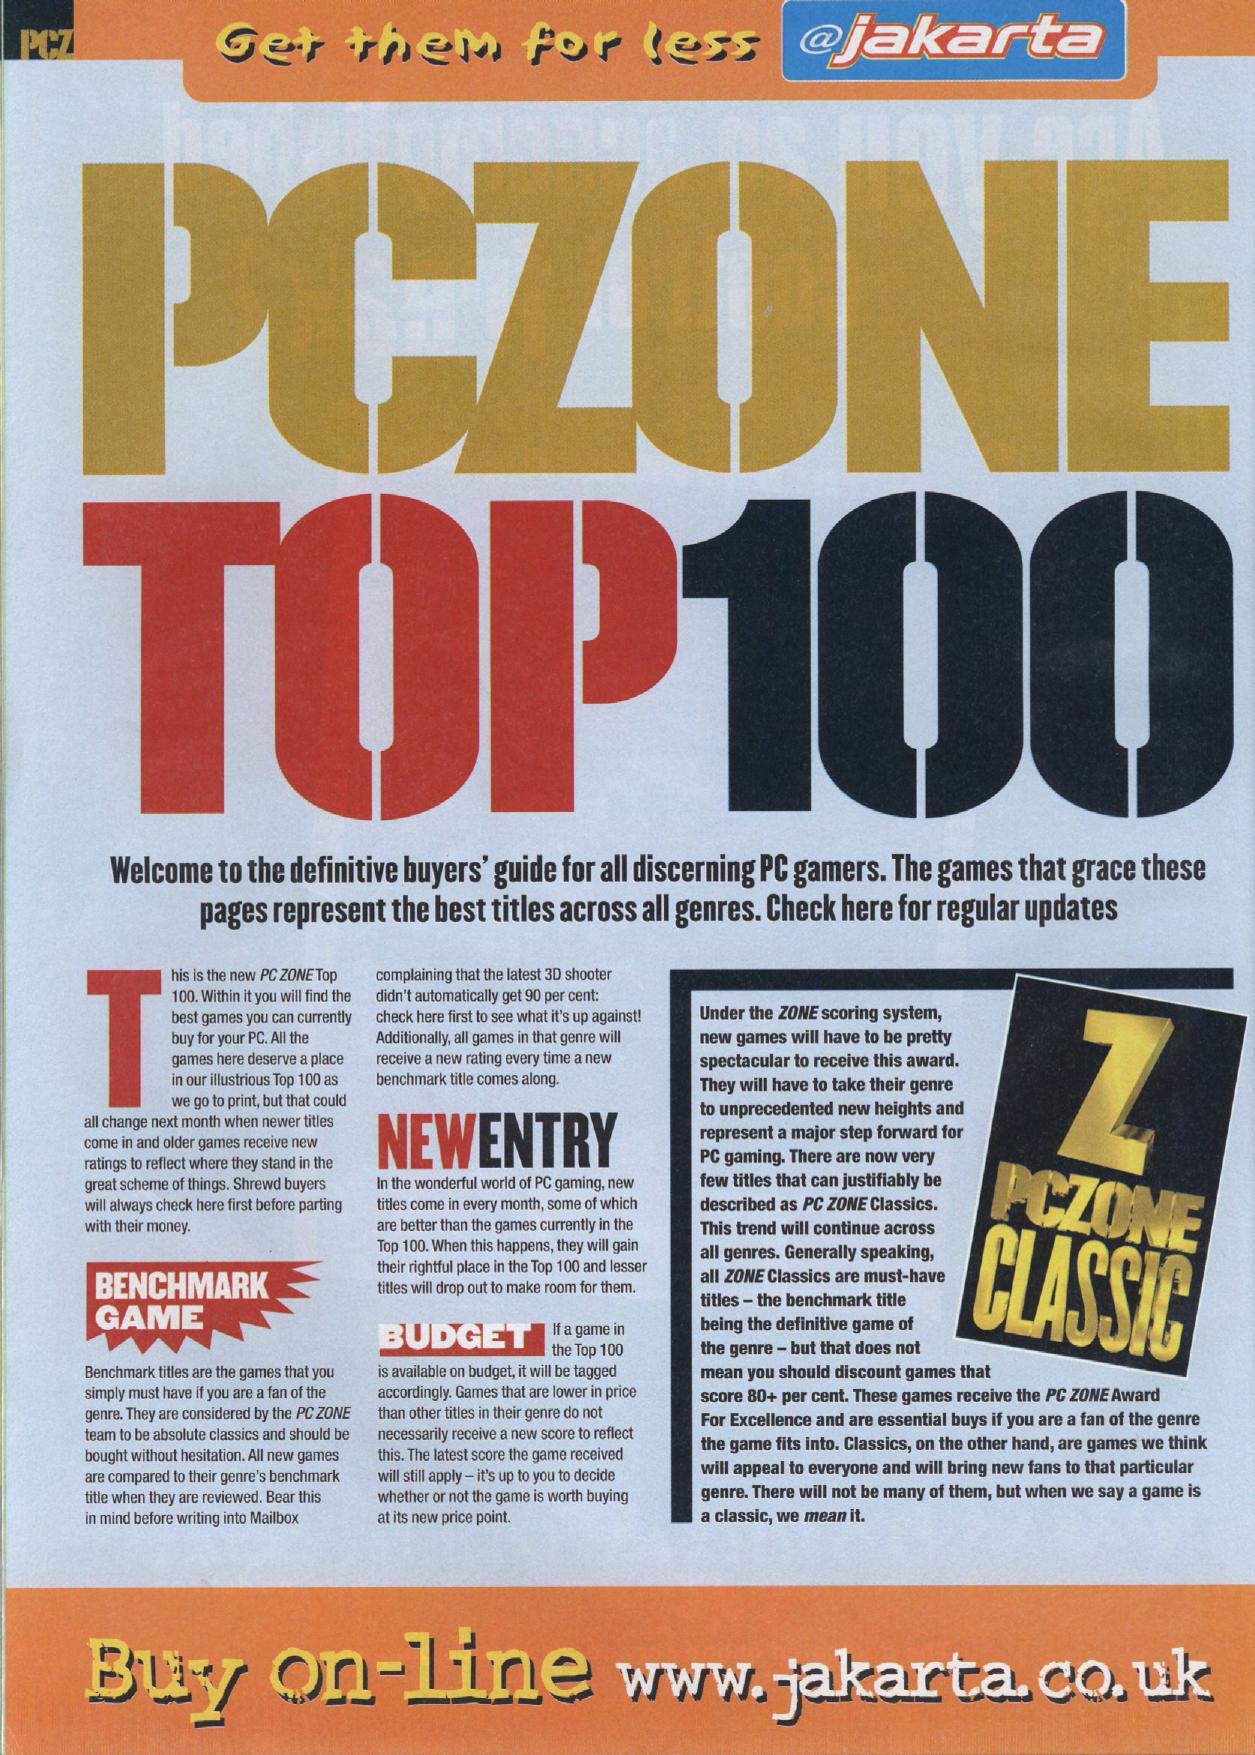 PCZ
Get them for less @jakarta
PCZONE
TOP100
Welcome to the definitive buyers' guide for all discerning PC gamers. The games that grace these
pages represent the best titles across all genres. Check here for regular updates
This is the new PC ZONE Top
100. Within it you will find the
best games you can currently
buy for your PC. All the
games here deserve a place
in our illustrious Top 100 as
we go to print, but that could
all change next month when newer titles
come in and older games receive new
ratings to reflect where they stand in the
great scheme of things. Shrewd buyers
will always check here first before parting
with their money.
BENCHMARK
GAME
Benchmark titles are the games that you
simply must have if you are a fan of the
genre. They are considered by the PC ZONE
team to be absolute classics and should be
bought without hesitation. All new games
are compared to their genre's benchmark
title when they are reviewed. Bear this
in mind before writing into Mailbox
complaining that the latest 3D shooter
didn't automatically get 90 per cent:
check here first to see what it's up against!
Additionally, all games in that genre will
receive a new rating every time a new
benchmark title comes along.
NEWENTRY
In the wonderful world of PC gaming, new
titles come in every month, some of which
are better than the games currently in the
Top 100. When this happens, they will gain
their rightful place in the Top 100 and lesser
titles will drop out to make room for them.
BUDGET If a game in
the Top 100
is available on budget, it will be tagged
accordingly. Games that are lower in price
than other titles in their genre do not
necessarily receive a new score to reflect
this. The latest score the game received
will still apply – it's up to you to decide
whether or not the game is worth buying
at its new price point.
Under the ZONE scoring system,
new games will have to be pretty
spectacular to receive this award.
They will have to take their genre
to unprecedented new heights and
represent a major step forward for
PC gaming. There are now very
few titles that can justifiably be
described as PC ZONE Classics.
This trend will continue across
all genres. Generally speaking,
all ZONE Classics are must-have
titles – the benchmark title
being the definitive game of
the genre – but that does not
mean you should discount games that
score 80+ per cent. These games receive the PC ZONE Award
For Excellence and are essential buys if you are a fan of the genre
the game fits into. Classics, on the other hand, are games we think
will appeal to everyone and will bring new fans to that particular
genre. There will not be many of them, but when we say a game is
a classic, we mean it.
Z
PCZONE
CLASSIC
Buy on-line www.jakarta.co.uk